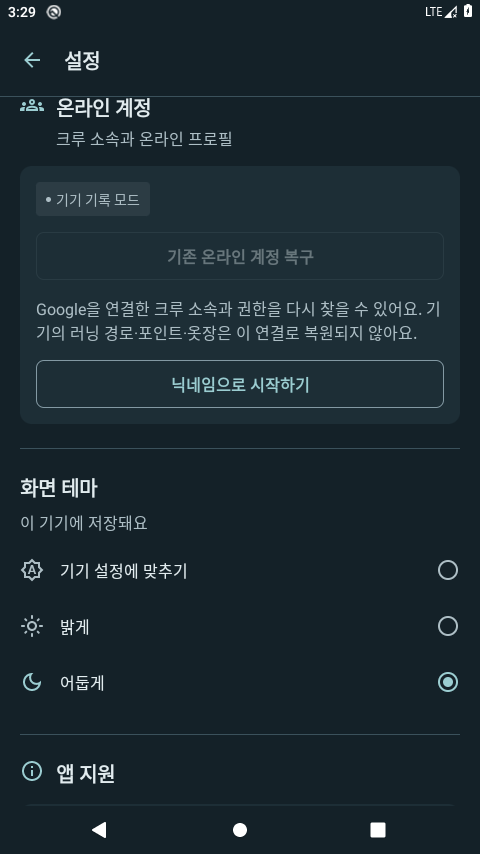 3:29
LTE
설정
온라인 계정
크루 소속과 온라인 프로필
• 기기 기록 모드
기존 온라인 계정 복구
Google을 연결한 크루 소속과 권한을 다시 찾을 수 있어요. 기
기의 러닝 경로·포인트·옷장은 이 연결로 복원되지 않아요.
닉네임으로 시작하기
화면 테마
이 기기에 저장돼요
기기 설정에 맞추기
밝게
어둡게
앱 지원